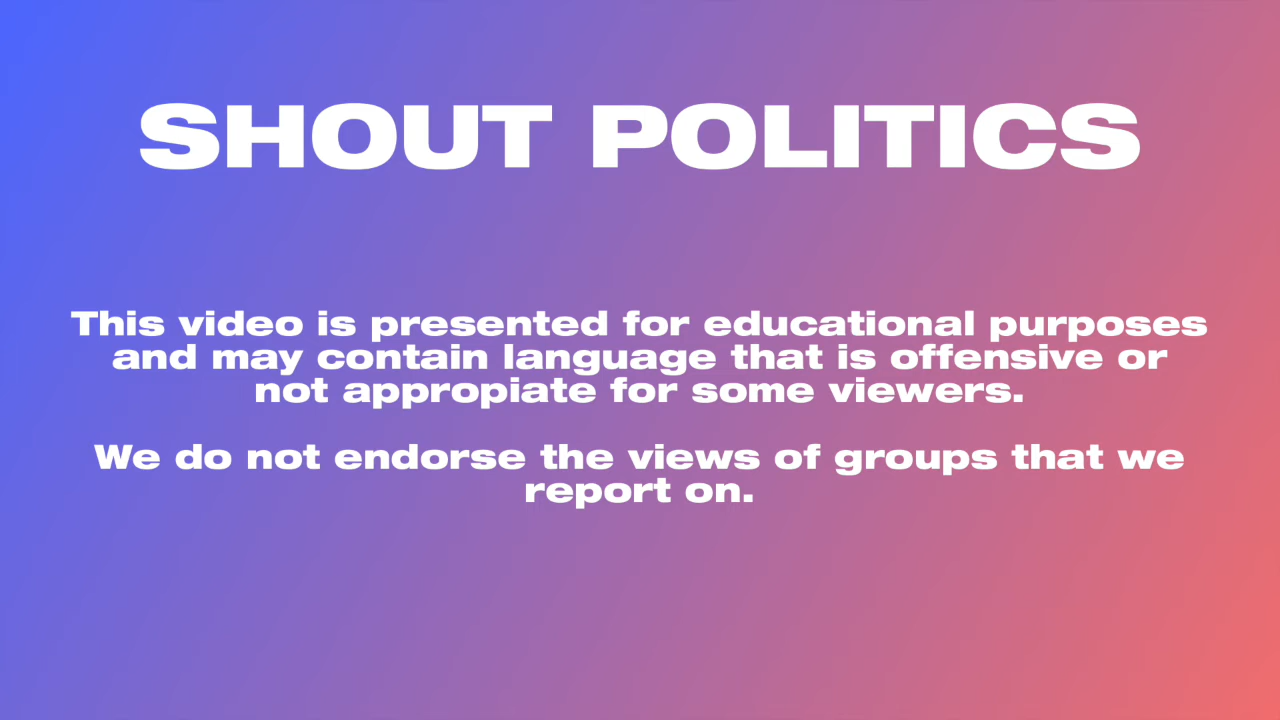 SHOUT POLITICS
This video is presented for educational purposes
and may contain language that is offensive or
not appropiate for some viewers.
We do not endorse the views of groups that we
report on.